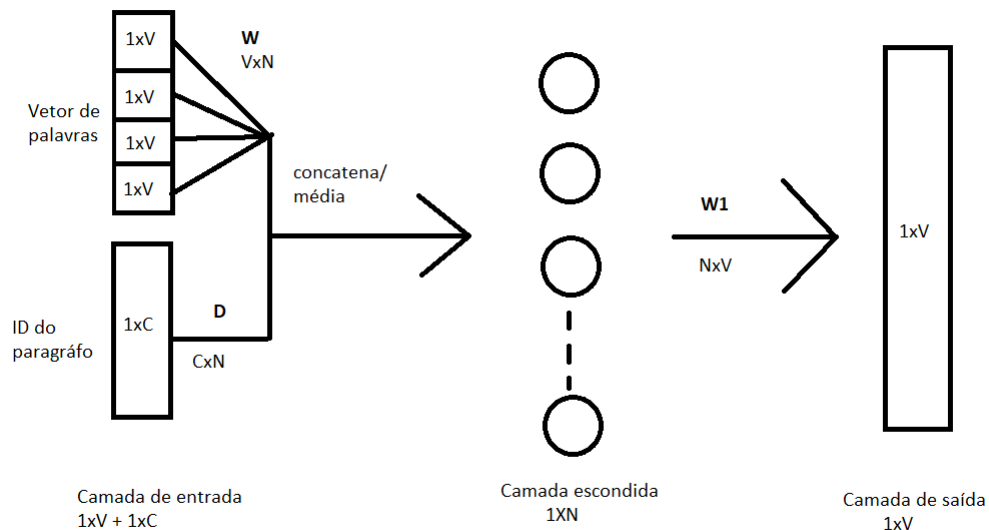 1xV
1xV
1xV
1xV
Vetor de
palavras
W
VxN
concatena/
média
1xC
ID do
paragráfo
D
CxN
W1
NxV
1xV
Camada de entrada
1xV + 1xC
Camada escondida
1XN
Camada de saída
1xV